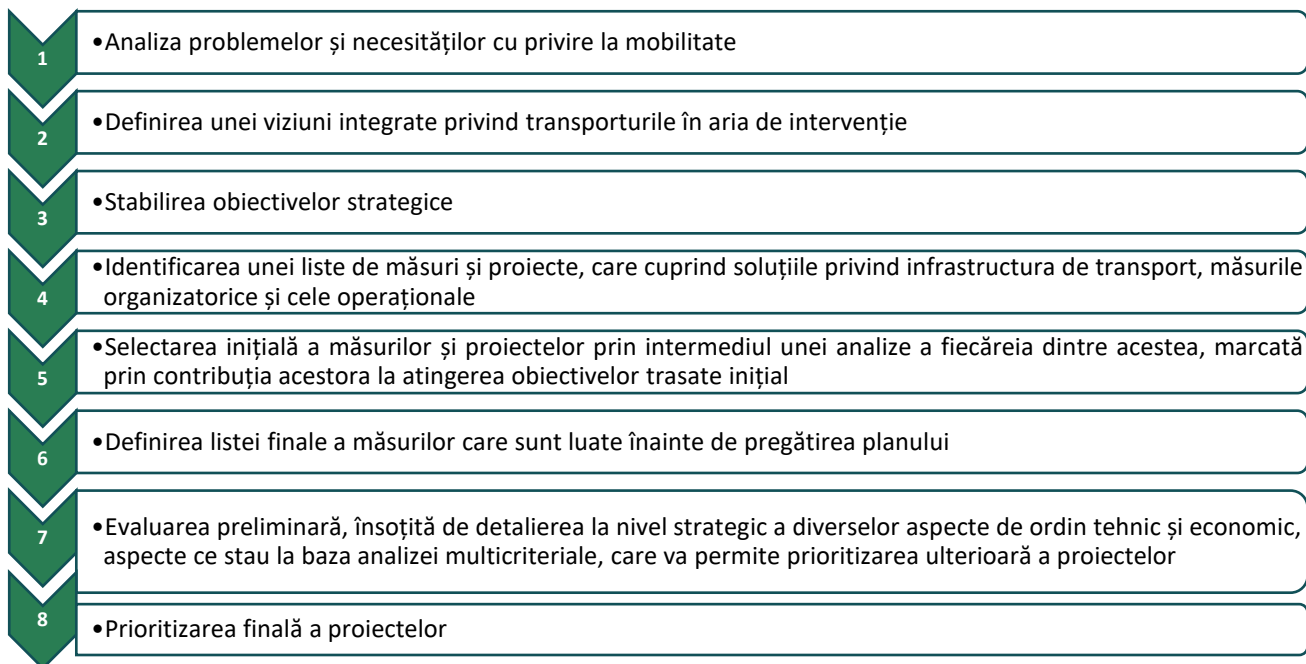 1
•Analiza problemelor și necesităților cu privire la mobilitate
2
•Definirea unei viziuni integrate privind transporturile în aria de intervenție
3
•Stabilirea obiectivelor strategice
4
•Identificarea unei liste de măsuri și proiecte, care cuprind soluțiile privind infrastructura de transport, măsurile
organizatorice și cele operaționale
5
•Selectarea inițială a măsurilor și proiectelor prin intermediul unei analize a fiecăreia dintre acestea, marcată
prin contribuția acestora la atingerea obiectivelor trasate inițial
6
•Definirea listei finale a măsurilor care sunt luate înainte de pregătirea planului
7
•Evaluarea preliminară, însoțită de detalierea la nivel strategic a diverselor aspecte de ordin tehnic și economic,
aspecte ce stau la baza analizei multicriteriale, care va permite prioritizarea ulterioară a proiectelor
8
•Prioritizarea finală a proiectelor